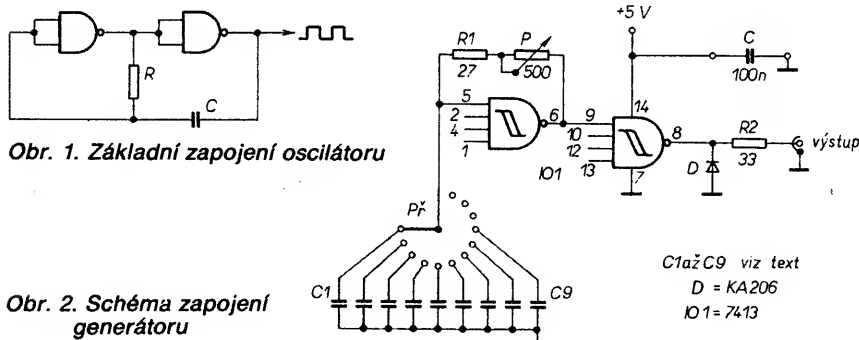 R
C
Obr. 1. Základní zapojení oscilátoru
+5 V
R1
P
27
500
C
100n
5
2
4
1
6
9
10
12
13
14
8
7
IO1
R2
33
D
výstup
Př
C1
C9
C1 až C9 viz text
D = KA206
IO1 = 7413
Obr. 2. Schéma zapojení
generátoru